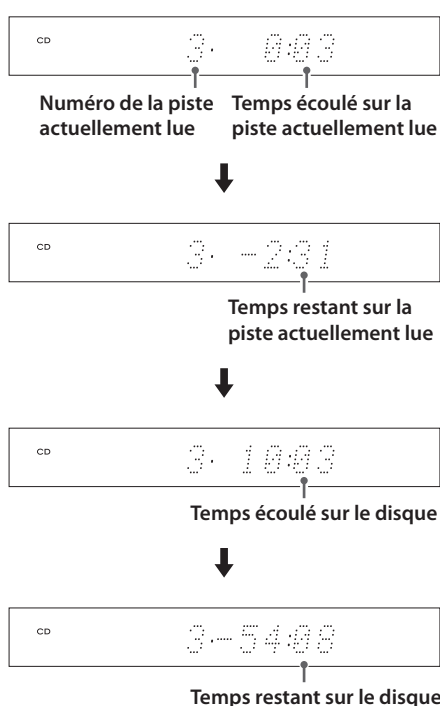 CD 3. 0:03
Numéro de la piste Temps écoulé sur la
actuellement lue piste actuellement lue
CD 3. -2:31
Temps restant sur la
piste actuellement lue
CD 3. 10:03
Temps écoulé sur le disque
CD 3.-54:08
Temps restant sur le disque